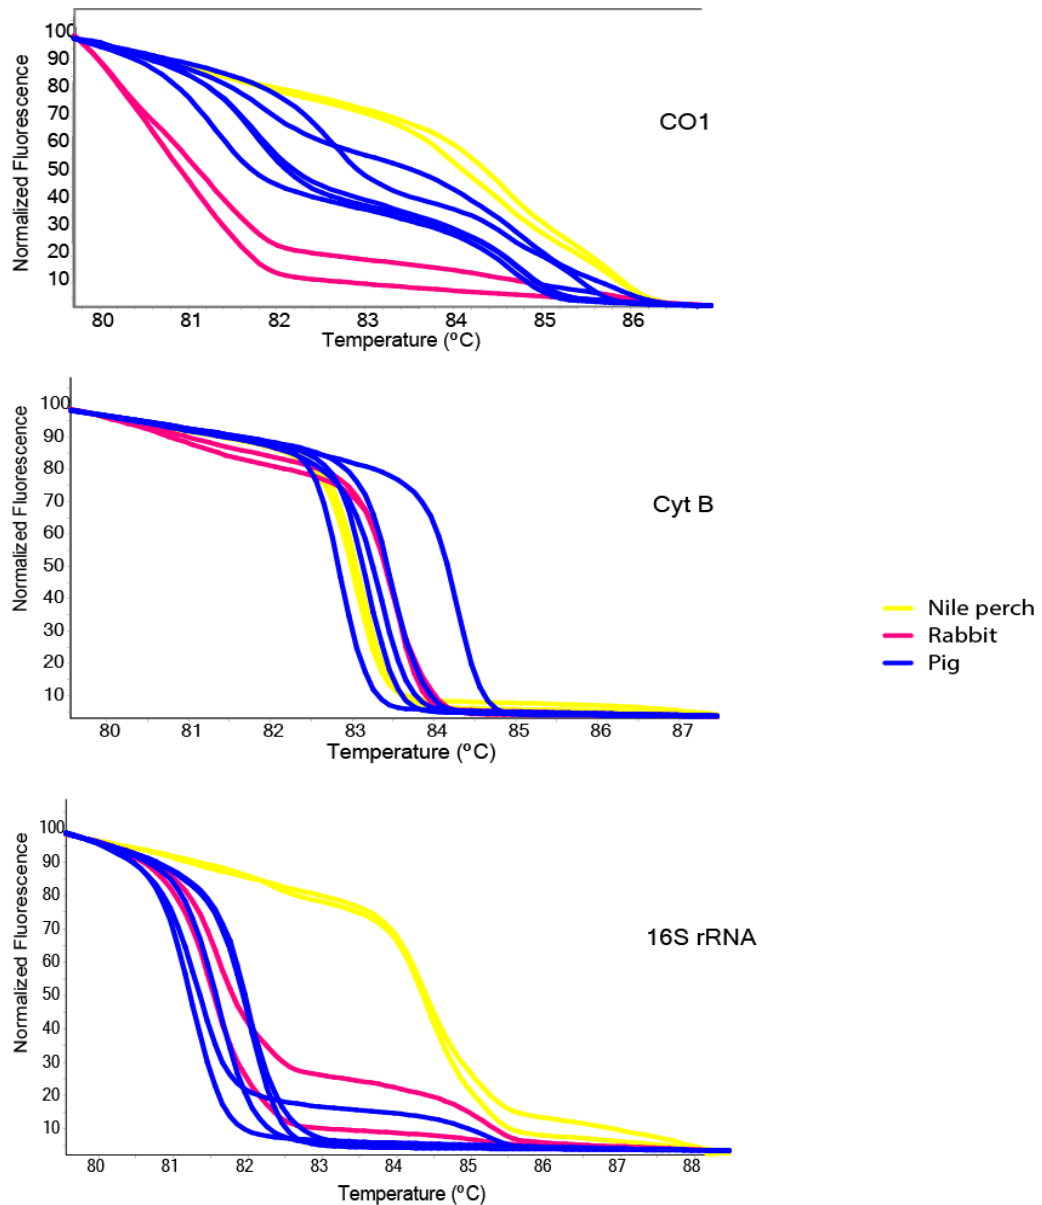 100
90
80
70
60
50
40
30
20
10
Normalized Fluorescence
CO1
80 81 82 83 84 85 86
Temperature (ºC)
100
90
80
70
60
50
40
30
20
10
Normalized Fluorescence
Cyt B
80 81 82 83 84 85 86 87
Temperature (ºC)
Nile perch
Rabbit
Pig
100
90
80
70
60
50
40
30
20
10
Normalized Fluorescence
16S rRNA
80 81 82 83 84 85 86 87 88
Temperature (ºC)